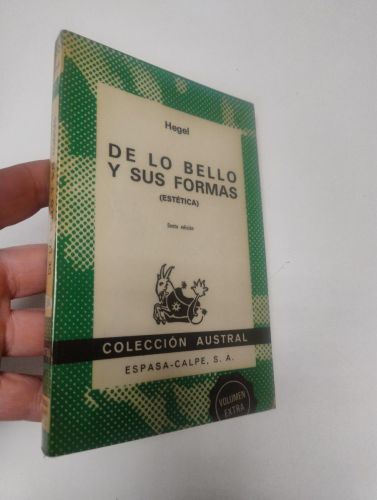 Hegel
DE LO BELLO
Y SUS FORMAS
(ESTÉTICA)
Sexta edición
COLECCIÓN AUSTRAL
ESPASA-CALPE, S. A.
VOLUMEN
EXTRA